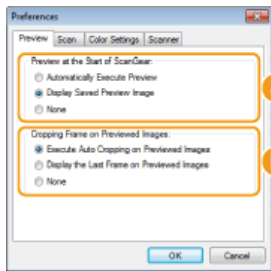 Preferences
Preview Scan Color Settings Scanner
Preview at the Start of ScanGear:
Automatically Execute Preview
Display Saved Preview Image
None
Cropping Frame on Previewed Images:
Execute Auto Cropping on Previewed Images
Display the Last Frame on Previewed Images
None
OK Cancel